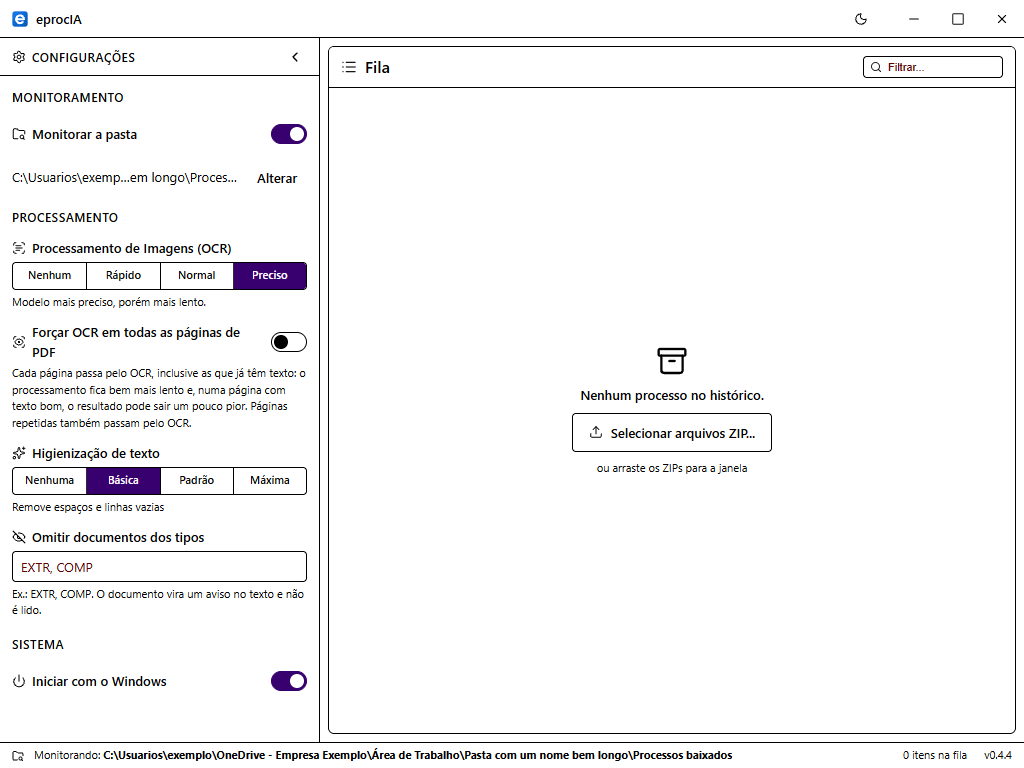 eprocIA
CONFIGURAÇÕES
MONITORAMENTO
Monitorar a pasta
C:\Usuarios\exemp...em longo\Proces...
Alterar
PROCESSAMENTO
Processamento de Imagens (OCR)
Nenhum Rápido Normal Preciso
Modelo mais preciso, porém mais lento.
Forçar OCR em todas as páginas de
PDF
Cada página passa pelo OCR, inclusive as que já têm texto: o
processamento fica bem mais lento e, numa página com
texto bom, o resultado pode sair um pouco pior. Páginas
repetidas também passam pelo OCR.
Higienização de texto
Nenhuma Básica Padrão Máxima
Remove espaços e linhas vazias
Omitir documentos dos tipos
EXTR, COMP
Ex.: EXTR, COMP. O documento vira um aviso no texto e não
é lido.
SISTEMA
Iniciar com o Windows
Fila
Filtrar...
Nenhum processo no histórico.
Selecionar arquivos ZIP...
ou arraste os ZIPs para a janela
Monitorando: C:\Usuarios\exemplo\OneDrive - Empresa Exemplo\Área de Trabalho\Pasta com um nome bem longo\Processos baixados
0 itens na fila
v0.4.4